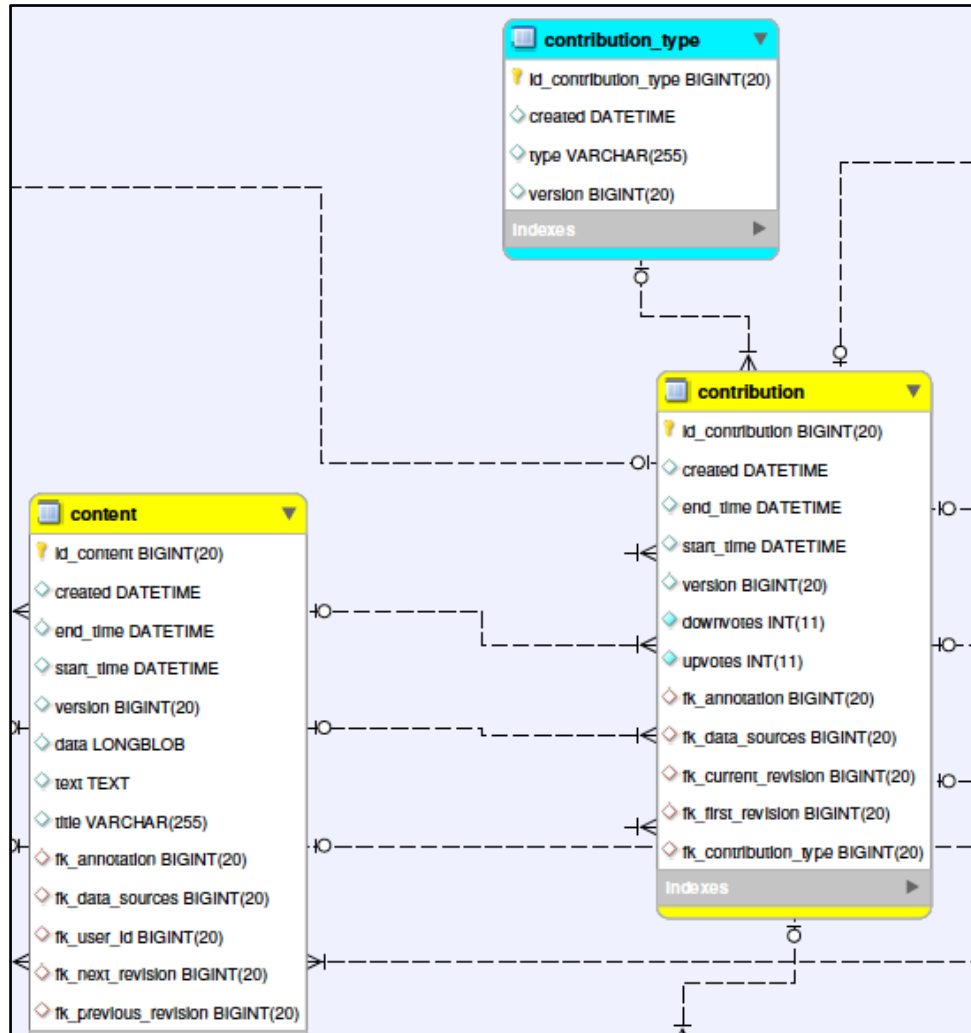 contribution_type
id_contribution_type BIGINT(20)
created DATETIME
type VARCHAR(255)
version BIGINT(20)
Indexes
contribution
id_contribution BIGINT(20)
created DATETIME
end_time DATETIME
start_time DATETIME
version BIGINT(20)
downvotes INT(11)
upvotes INT(11)
fk_annotation BIGINT(20)
fk_data_sources BIGINT(20)
fk_current_revision BIGINT(20)
fk_first_revision BIGINT(20)
fk_contribution_type BIGINT(20)
Indexes
content
id_content BIGINT(20)
created DATETIME
end_time DATETIME
start_time DATETIME
version BIGINT(20)
data LONGBLOB
text TEXT
title VARCHAR(255)
fk_annotation BIGINT(20)
fk_data_sources BIGINT(20)
fk_user_id BIGINT(20)
fk_next_revision BIGINT(20)
fk_previous_revision BIGINT(20)